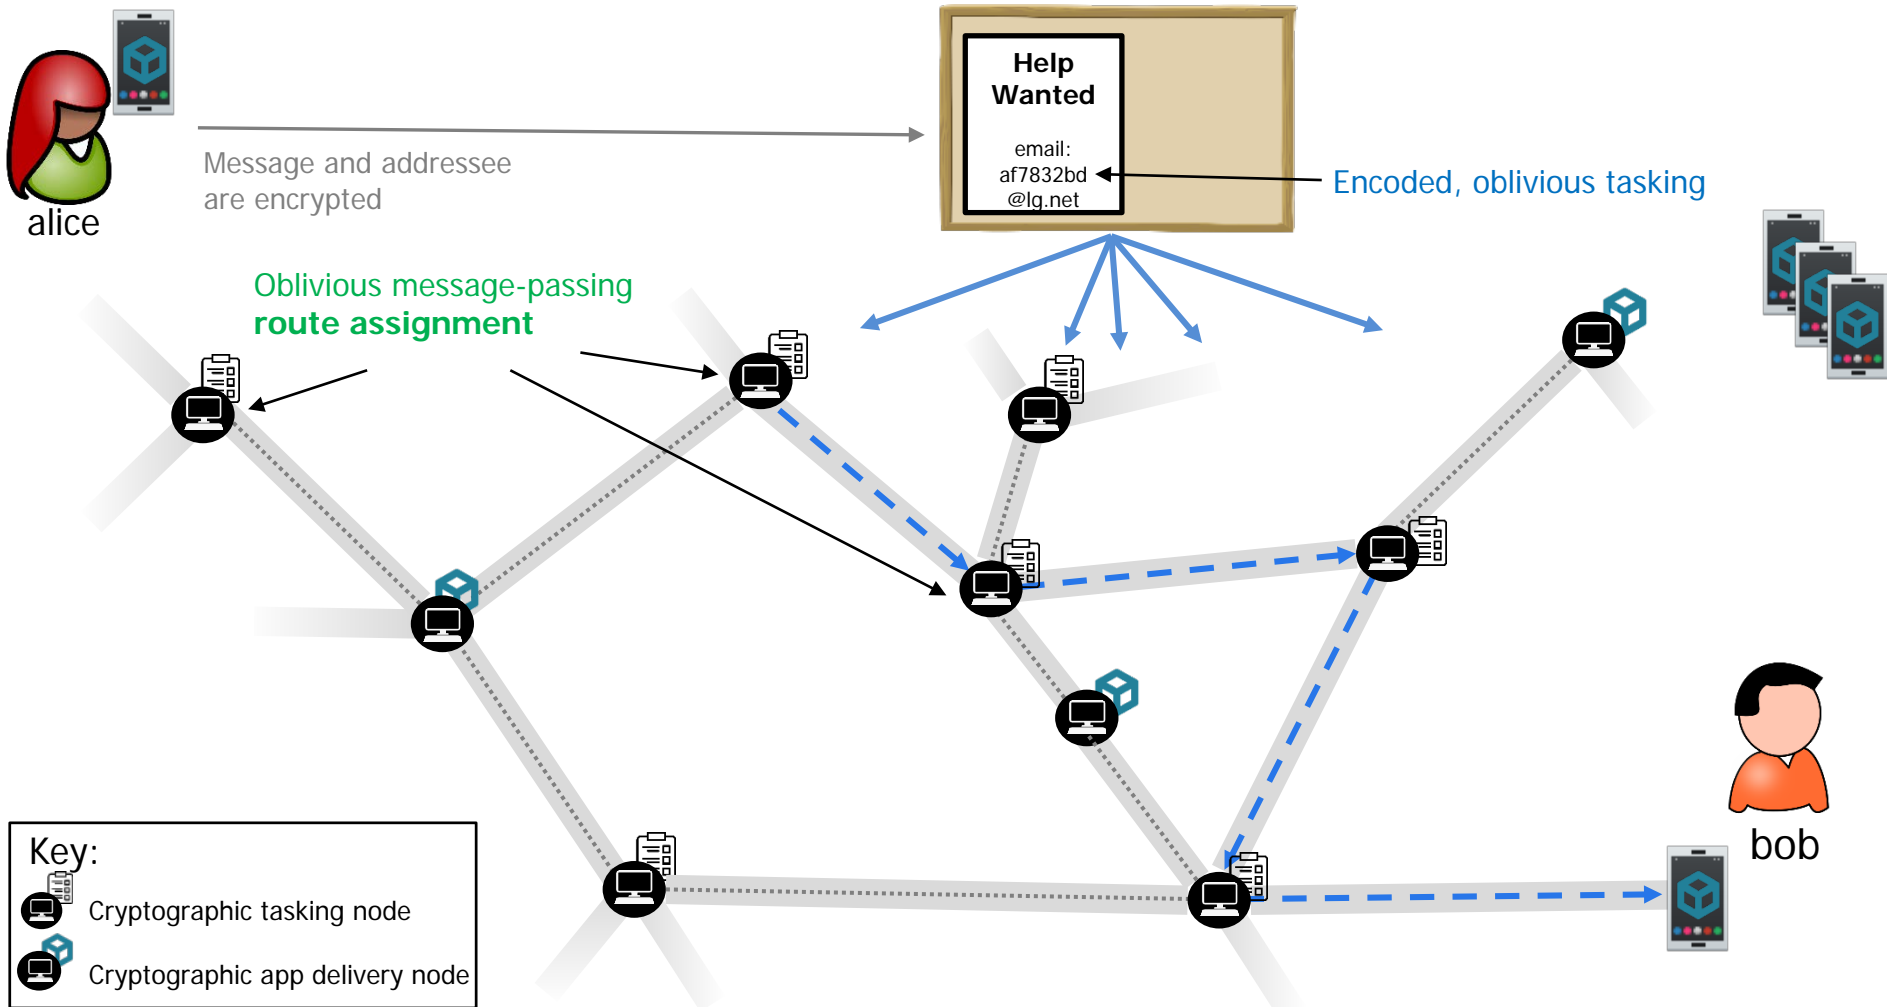 Help
Wanted
email:
af7832bd
@lg.net
Message and addressee
are encrypted
Encoded, oblivious tasking
alice
Oblivious message-passing
route assignment
bob
Key:
Cryptographic tasking node
Cryptographic app delivery node